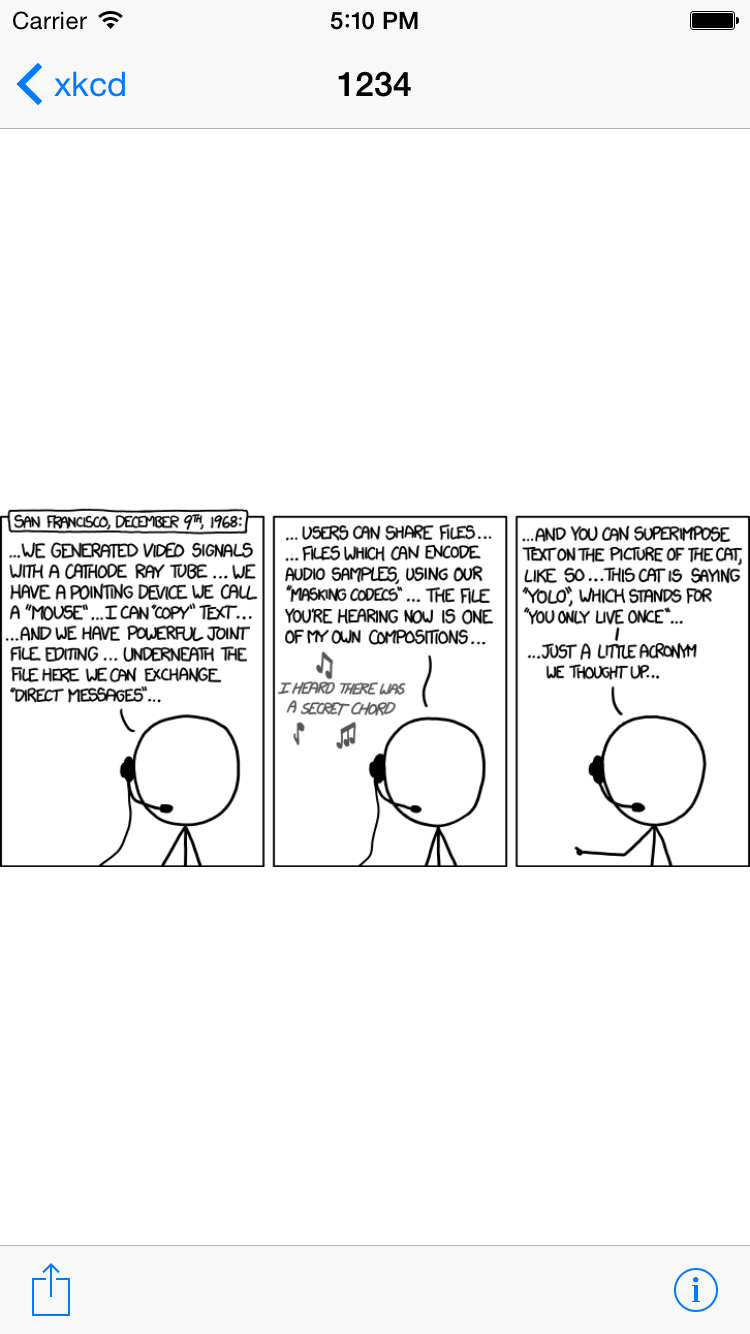 Carrier 5:10 PM
xkcd 1234
SAN FRANCISCO, DECEMBER 9TH, 1968:
...WE GENERATED VIDEO SIGNALS
WITH A CATHODE RAY TUBE ... WE
HAVE A POINTING DEVICE WE CALL
A "MOUSE"... I CAN "COPY" TEXT...
...AND WE HAVE POWERFUL JOINT
FILE EDITING ... UNDERNEATH THE
FILE HERE WE CAN EXCHANGE
"DIRECT MESSAGES"...
... USERS CAN SHARE FILES...
... FILES WHICH CAN ENCODE
AUDIO SAMPLES, USING OUR
"MASKING CODECS"... THE FILE
YOU'RE HEARING NOW IS ONE
OF MY OWN COMPOSITIONS...
I HEARD THERE WAS
A SECRET CHORD
...AND YOU CAN SUPERIMPOSE
TEXT ON THE PICTURE OF THE CAT,
LIKE SO...THIS CAT IS SAYING
"YOLO", WHICH STANDS FOR
"YOU ONLY LIVE ONCE"...
...JUST A LITTLE ACRONYM
WE THOUGHT UP...